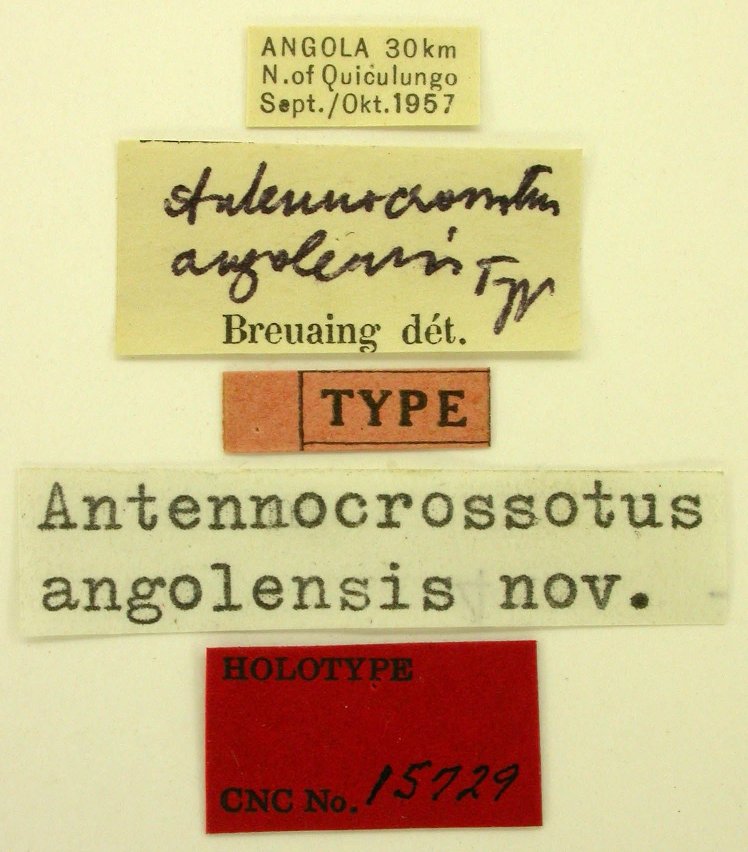 ANGOLA 30km
N.of Quiculungo
Sept./Okt.1957
Antennocrossotus
angolensis Typ
Breuaing dét.
TYPE
Antennocrossotus
angolensis nov.
HOLOTYPE
CNC No. 15729